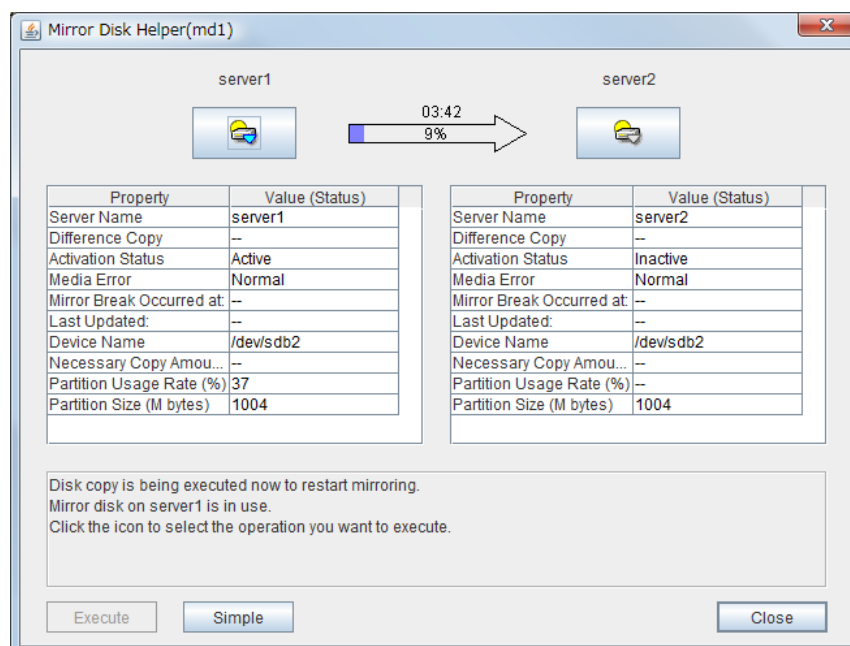 Mirror Disk Helper(md1)
server1
server2
03:42
9%
Property Value (Status)
Server Name server1
Difference Copy --
Activation Status Active
Media Error Normal
Mirror Break Occurred at: --
Last Updated: --
Device Name /dev/sdb2
Necessary Copy Amou... --
Partition Usage Rate (%) 37
Partition Size (M bytes) 1004
Property Value (Status)
Server Name server2
Difference Copy --
Activation Status Inactive
Media Error Normal
Mirror Break Occurred at: --
Last Updated: --
Device Name /dev/sdb2
Necessary Copy Amou... --
Partition Usage Rate (%) --
Partition Size (M bytes) 1004
Disk copy is being executed now to restart mirroring.
Mirror disk on server1 is in use.
Click the icon to select the operation you want to execute.
Execute Simple Close